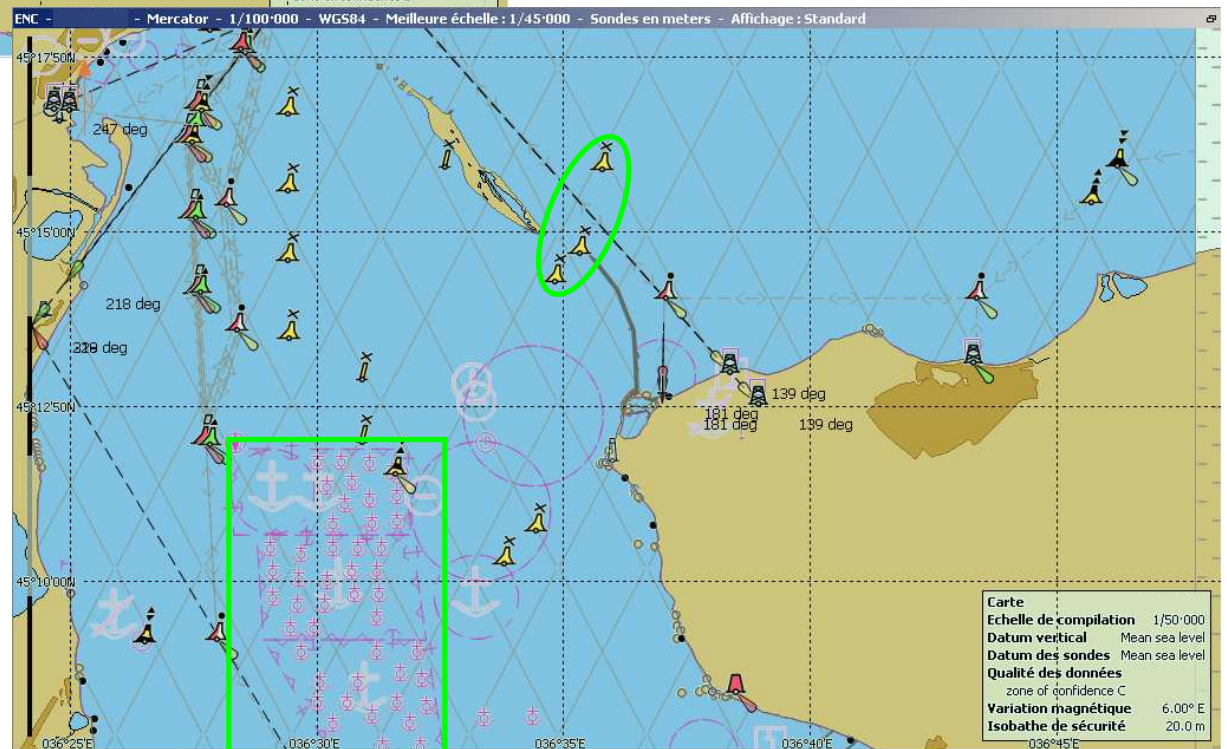 ENC - - Mercator - 1/100·000 - WGS84 - Meilleure échelle : 1/45·000 - Sondes en meters - Affichage : Standard
45°17'50N
247 deg
45°15'00N
218 deg
deg
45°12'50N
139 deg
181 deg
181 deg
139 deg
45°10'00N
Carte
Echelle de compilation 1/50·000
Datum vertical Mean sea level
Datum des sondes Mean sea level
Qualité des données
zone of confidence C
Variation magnétique 6.00° E
Isobathe de sécurité 20.0 m
036°25'E
036°30'E
036°35'E
036°40'E
036°45'E